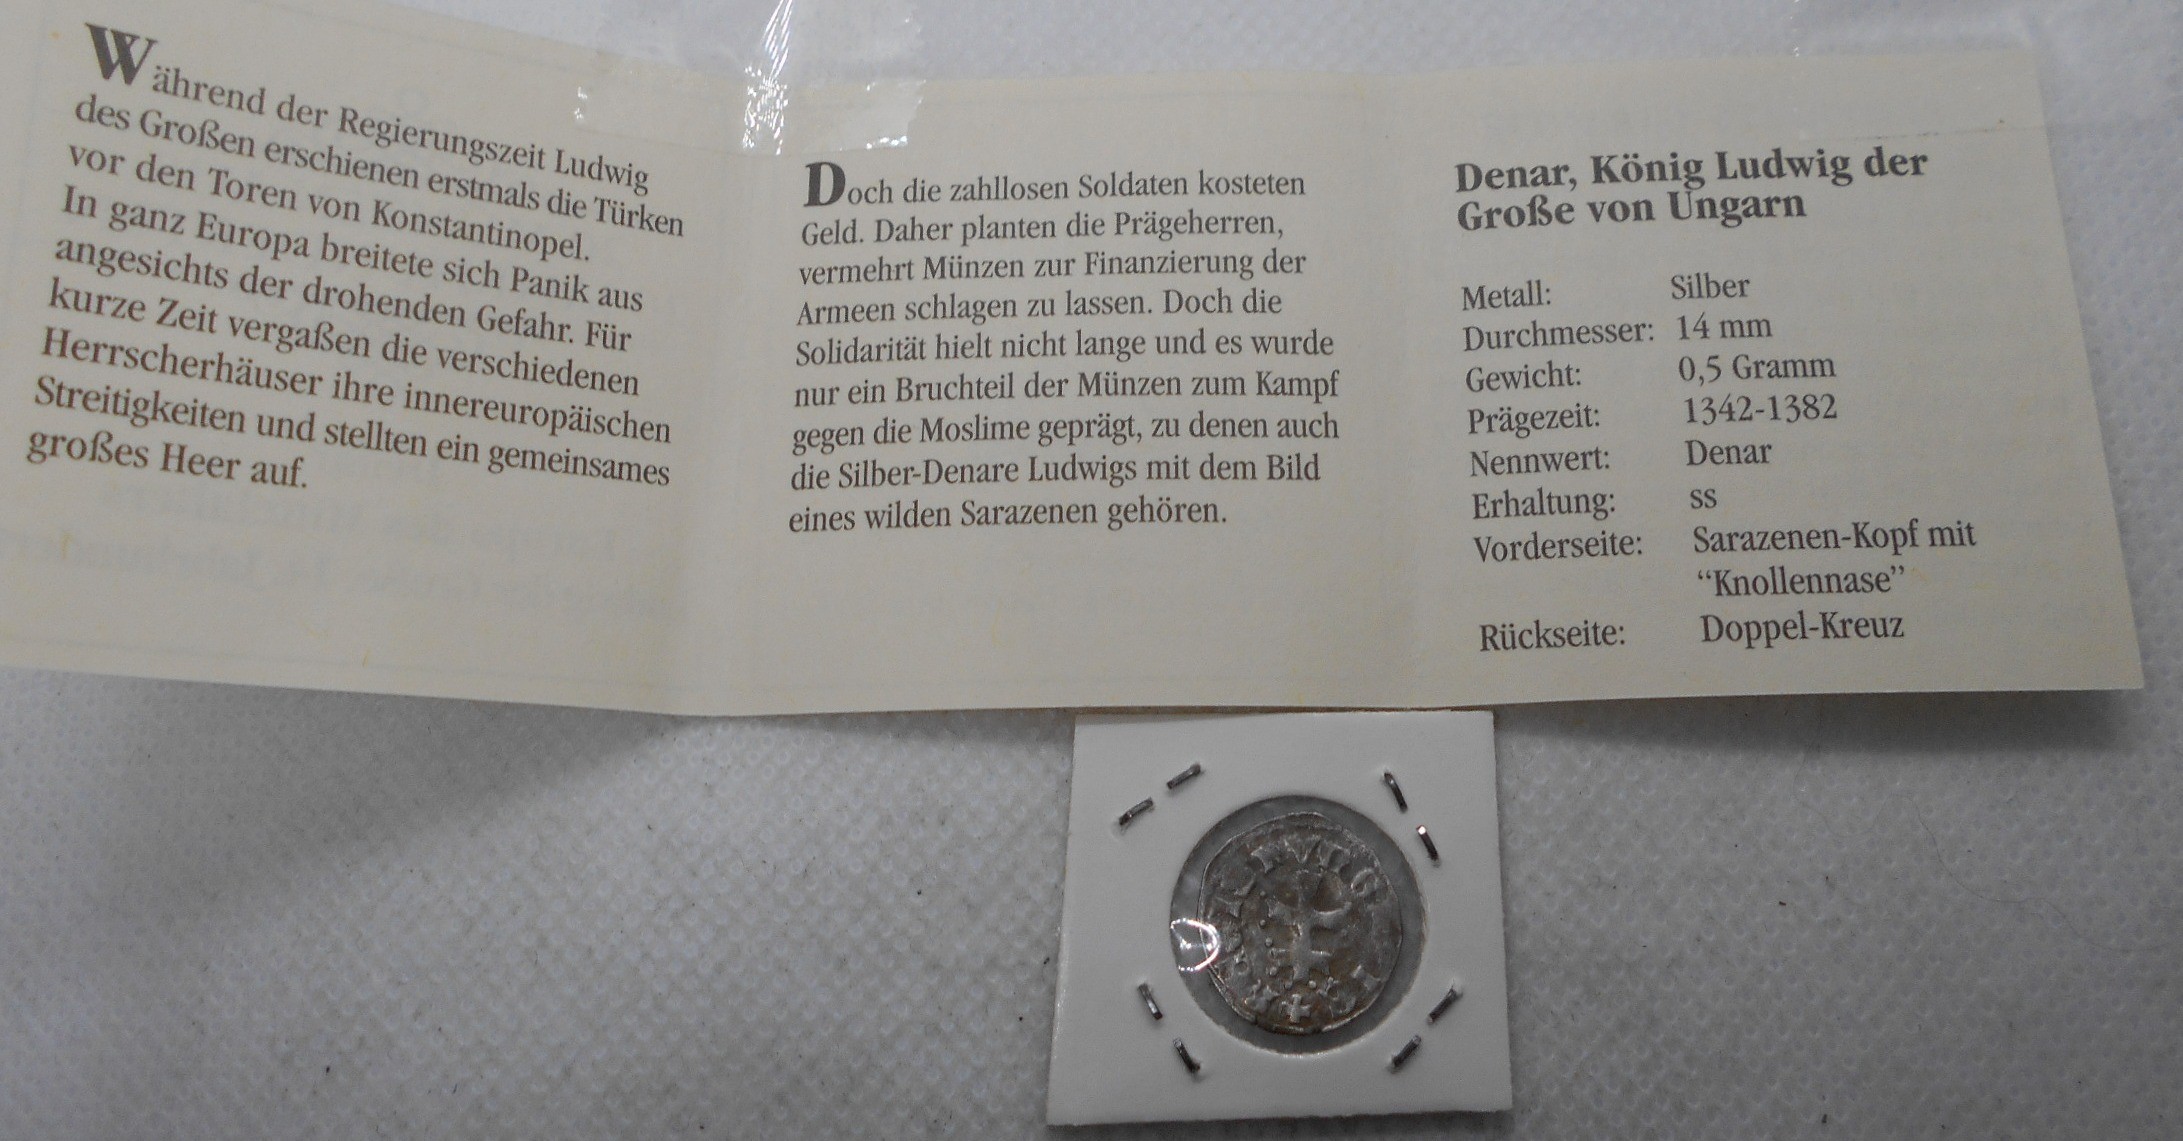 Während der Regierungszeit Ludwig
des Großen erschienen erstmals die Türken
vor den Toren von Konstantinopel.
In ganz Europa breitete sich Panik aus
angesichts der drohenden Gefahr. Für
kurze Zeit vergaßen die verschiedenen
Herrscherhäuser ihre innereuropäischen
Streitigkeiten und stellten ein gemeinsames
großes Heer auf.
Doch die zahllosen Soldaten kosteten
Geld. Daher planten die Prägeherren,
vermehrt Münzen zur Finanzierung der
Armeen schlagen zu lassen. Doch die
Solidarität hielt nicht lange und es wurde
nur ein Bruchteil der Münzen zum Kampf
gegen die Moslime geprägt, zu denen auch
die Silber-Denare Ludwigs mit dem Bild
eines wilden Sarazenen gehören.
Denar, König Ludwig der
Große von Ungarn
Metall: Silber
Durchmesser: 14 mm
Gewicht: 0,5 Gramm
Prägezeit: 1342-1382
Nennwert: Denar
Erhaltung: ss
Vorderseite: Sarazenen-Kopf mit
“Knollennase”
Rückseite: Doppel-Kreuz